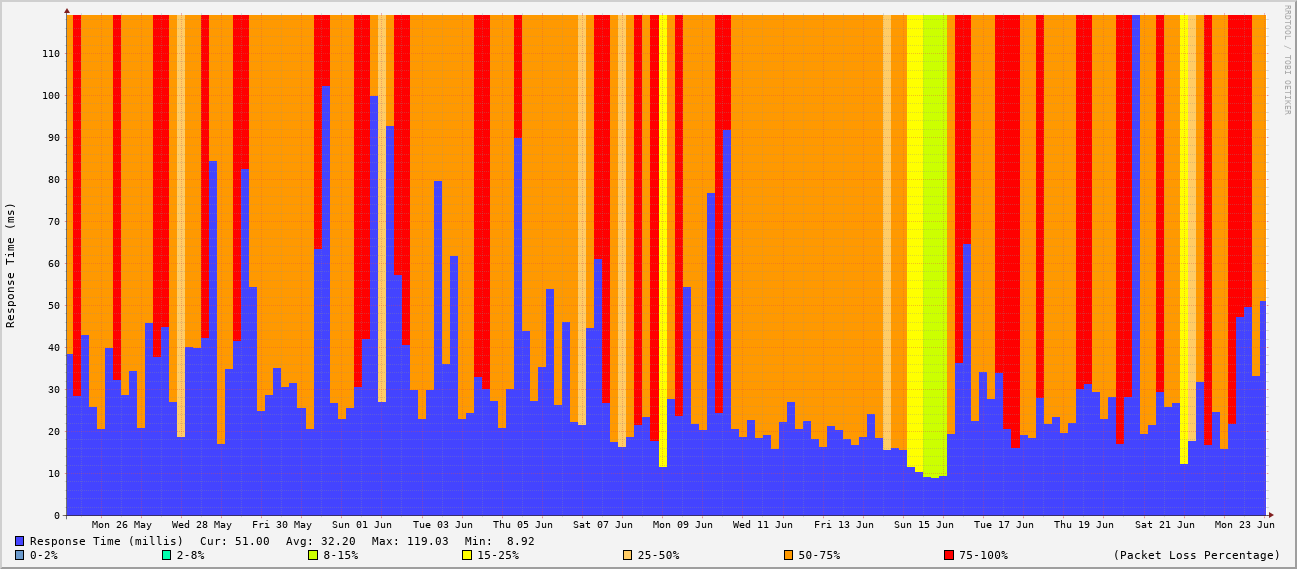 RRDTOOL / TOBI OETIKER
Response Time (ms)
110
100
90
80
70
60
50
40
30
20
10
0
Mon 26 May Wed 28 May Fri 30 May Sun 01 Jun Tue 03 Jun Thu 05 Jun Sat 07 Jun Mon 09 Jun Wed 11 Jun Fri 13 Jun Sun 15 Jun Tue 17 Jun Thu 19 Jun Sat 21 Jun Mon 23 Jun
Response Time (millis) Cur: 51.00 Avg: 32.20 Max: 119.03 Min: 8.92
0-2% 2-8% 8-15% 15-25% 25-50% 50-75% 75-100% (Packet Loss Percentage)